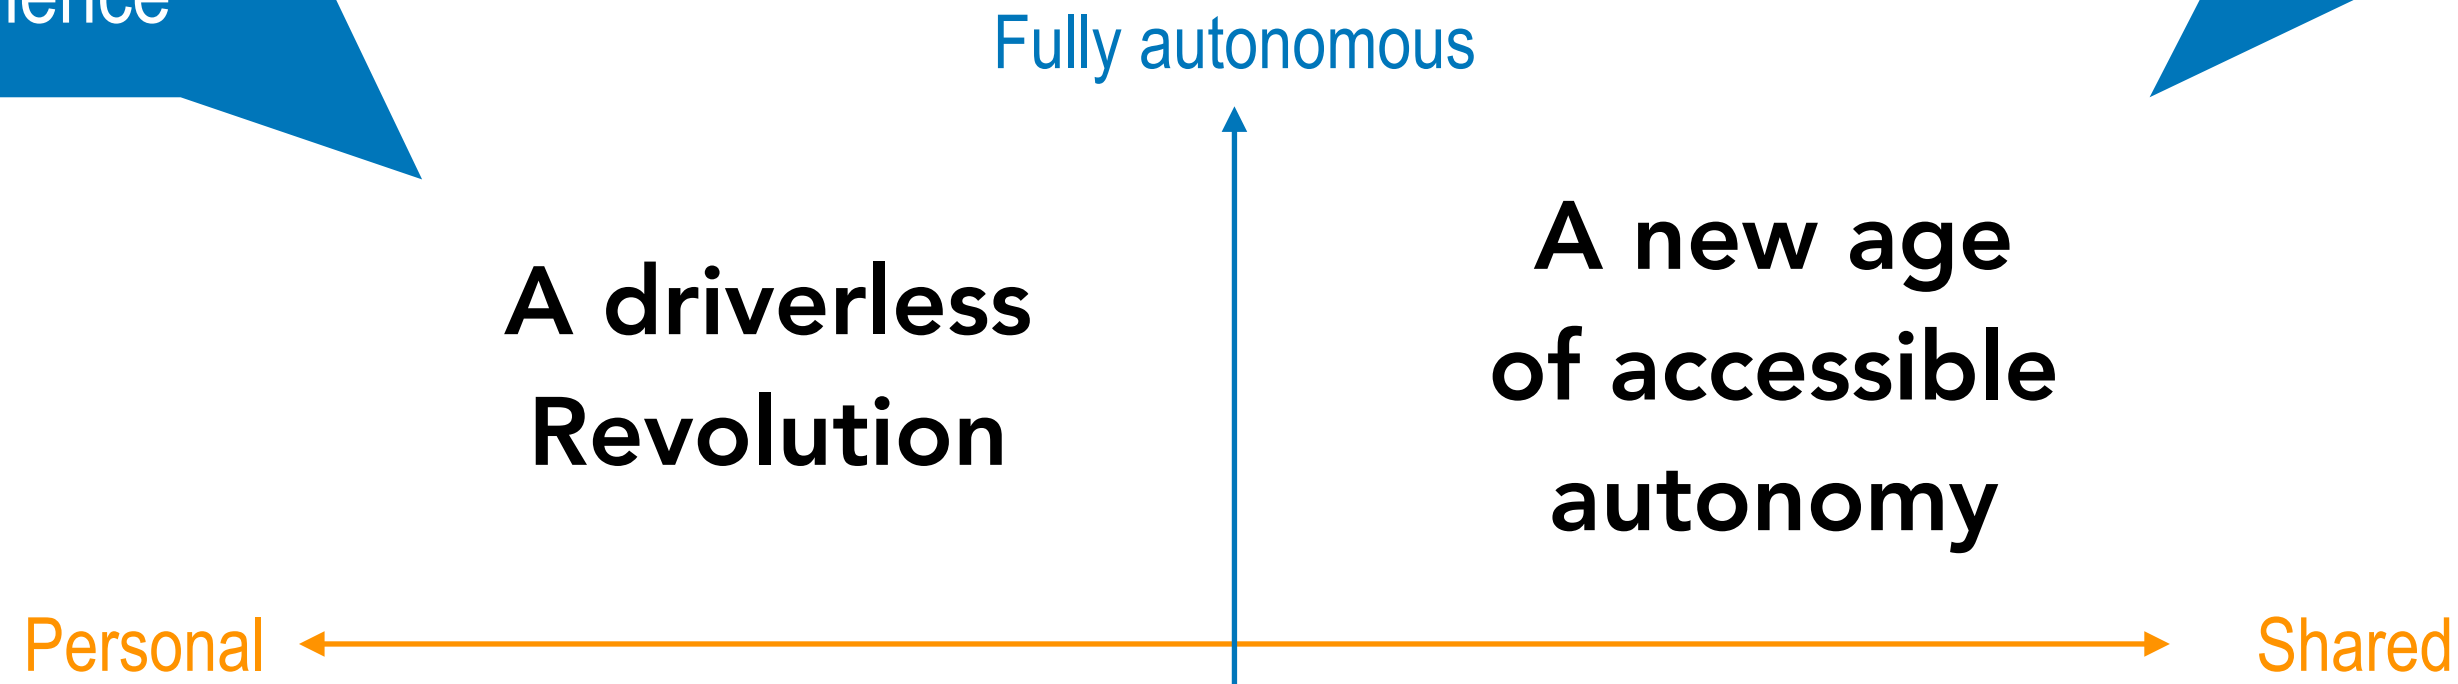 Fully autonomous
A driverless
Revolution
A new age
of accessible
autonomy
Personal
Shared